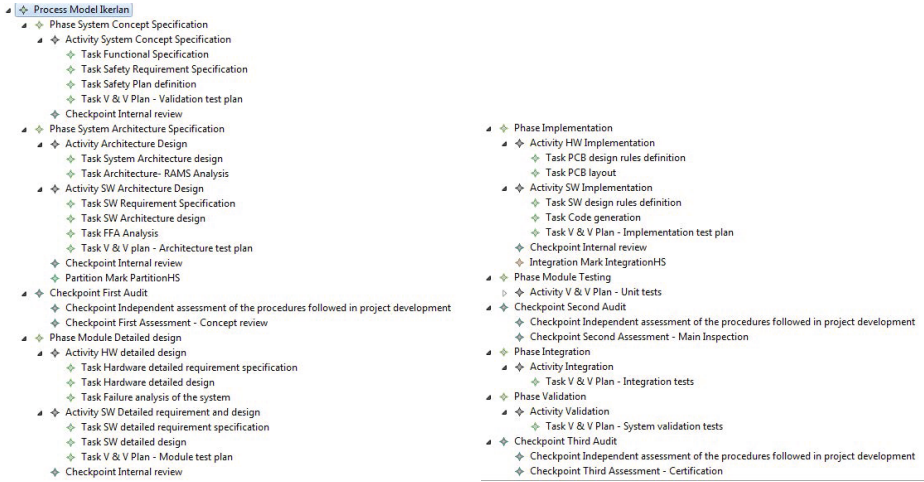 Process Model Ikerlan
Phase System Concept Specification
Activity System Concept Specification
Task Functional Specification
Task Safety Requirement Specification
Task Safety Plan definition
Task V & V Plan - Validation test plan
Checkpoint Internal review
Phase System Architecture Specification
Activity Architecture Design
Task System Architecture design
Task Architecture- RAMS Analysis
Activity SW Architecture Design
Task SW Requirement Specification
Task SW Architecture design
Task FFA Analysis
Task V & V plan - Architecture test plan
Checkpoint Internal review
Partition Mark PartitionHS
Checkpoint First Audit
Checkpoint Independent assessment of the procedures followed in project development
Checkpoint First Assessment - Concept review
Phase Module Detailed design
Activity HW detailed design
Task Hardware detailed requirement specification
Task Hardware detailed design
Task Failure analysis of the system
Activity SW Detailed requirement and design
Task SW detailed requirement specification
Task SW detailed design
Task V & V Plan - Module test plan
Checkpoint Internal review
Phase Implementation
Activity HW Implementation
Task PCB design rules definition
Task PCB layout
Activity SW Implementation
Task SW design rules definition
Task Code generation
Task V & V Plan - Implementation test plan
Checkpoint Internal review
Integration Mark IntegrationHS
Phase Module Testing
Activity V & V Plan - Unit tests
Checkpoint Second Audit
Checkpoint Independent assessment of the procedures followed in project development
Checkpoint Second Assessment - Main Inspection
Phase Integration
Activity Integration
Task V & V Plan - Integration tests
Phase Validation
Activity Validation
Task V & V Plan - System validation tests
Checkpoint Third Audit
Checkpoint Independent assessment of the procedures followed in project development
Checkpoint Third Assessment - Certification